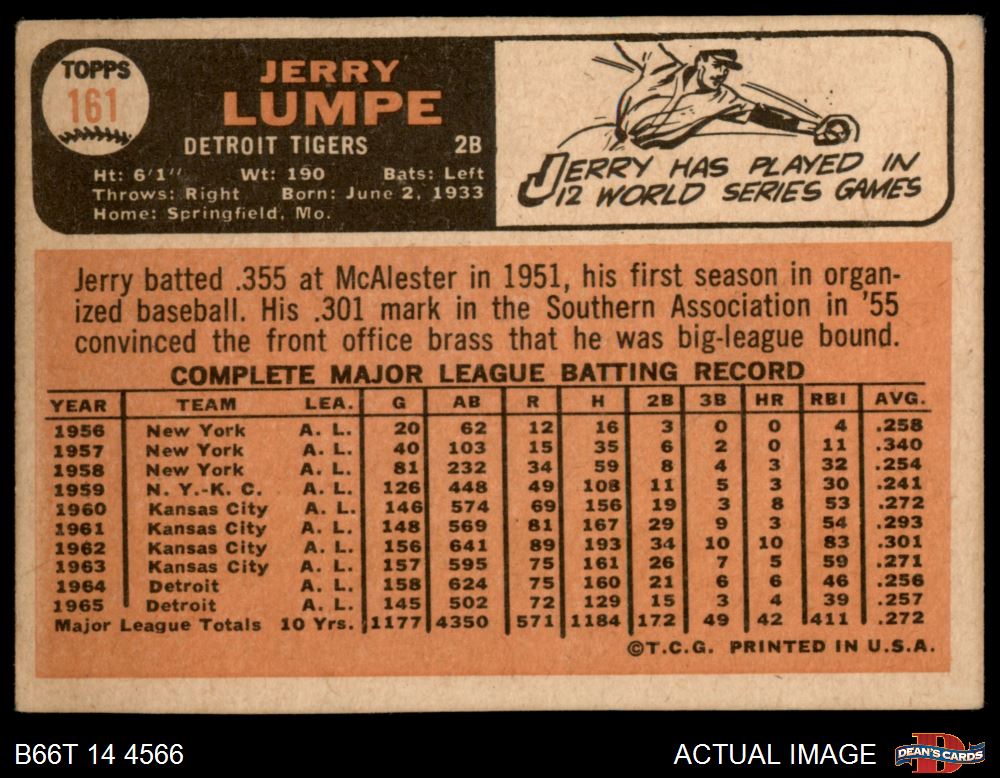 TOPPS
161
JERRY
LUMPE
DETROIT TIGERS 2B
Ht: 6'1" Wt: 190 Bats: Left
Throws: Right Born: June 2, 1933
Home: Springfield, Mo.
JERRY HAS PLAYED IN
12 WORLD SERIES GAMES
Jerry batted .355 at McAlester in 1951, his first season in organ-
ized baseball. His .301 mark in the Southern Association in '55
convinced the front office brass that he was big-league bound.
COMPLETE MAJOR LEAGUE BATTING RECORD
YEAR TEAM LEA. G AB R H 2B 3B HR RBI AVG.
1956 New York A. L. 20 62 12 16 3 0 0 4 .258
1957 New York A. L. 40 103 15 35 6 2 0 11 .340
1958 New York A. L. 81 232 34 59 8 4 3 32 .254
1959 N. Y.-K. C. A. L. 126 448 49 108 11 5 3 30 .241
1960 Kansas City A. L. 146 574 69 156 19 3 8 53 .272
1961 Kansas City A. L. 148 569 81 167 29 9 3 54 .293
1962 Kansas City A. L. 156 641 89 193 34 10 10 83 .301
1963 Kansas City A. L. 157 595 75 161 26 7 5 59 .271
1964 Detroit A. L. 158 624 75 160 21 6 6 46 .256
1965 Detroit A. L. 145 502 72 129 15 3 4 39 .257
Major League Totals 10 Yrs. 1177 4350 571 1184 172 49 42 411 .272
©T.C.G. PRINTED IN U.S.A.
B66T 14 4566
ACTUAL IMAGE
D
DEAN'S CARDS